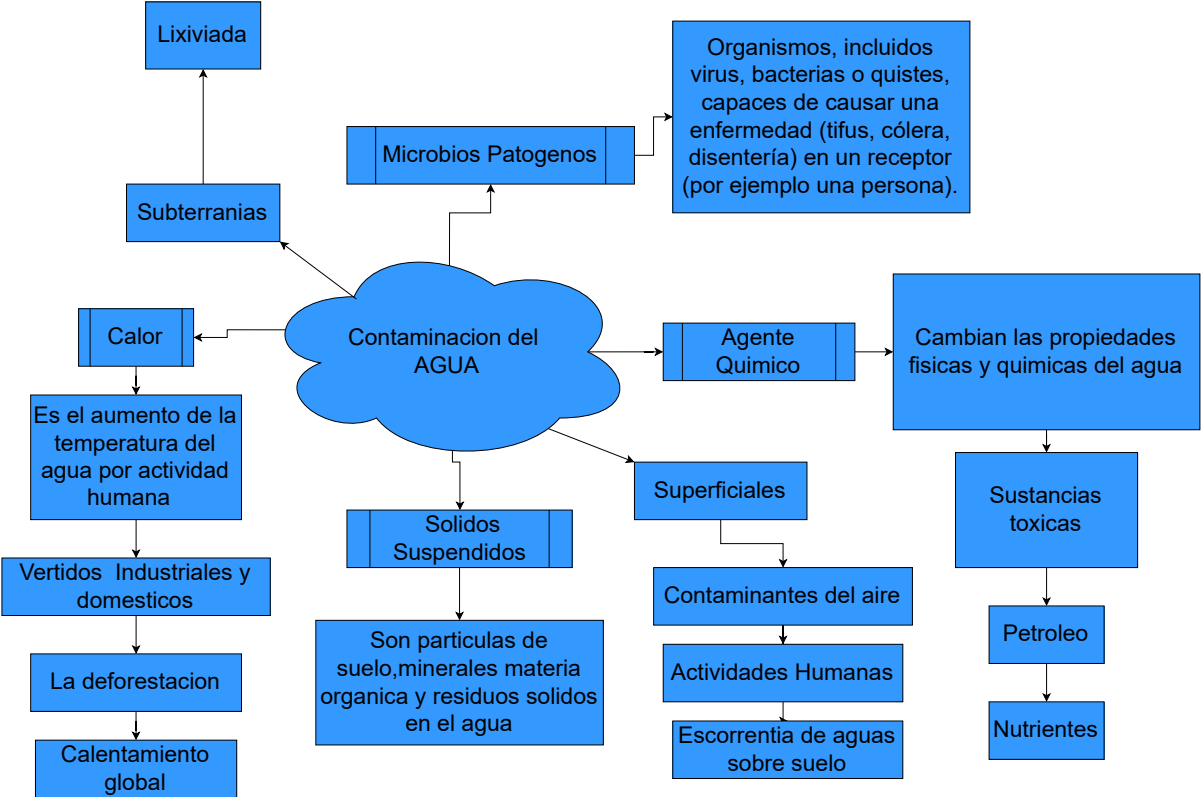 Lixiviada
Organismos, incluidos
virus, bacterias o quistes,
capaces de causar una
enfermedad (tifus, cólera,
disentería) en un receptor
(por ejemplo una persona).
Microbios Patogenos
Subterranias
Calor
Contaminacion del
AGUA
Agente
Quimico
Cambian las propiedades
fisicas y quimicas del agua
Es el aumento de la
temperatura del
agua por actividad
humana
Superficiales
Sustancias
toxicas
Solidos
Suspendidos
Vertidos Industriales y
domesticos
Contaminantes del aire
Petroleo
Son particulas de
suelo,minerales materia
organica y residuos solidos
en el agua
La deforestacion
Actividades Humanas
Nutrientes
Escorrentia de aguas
sobre suelo
Calentamiento
global